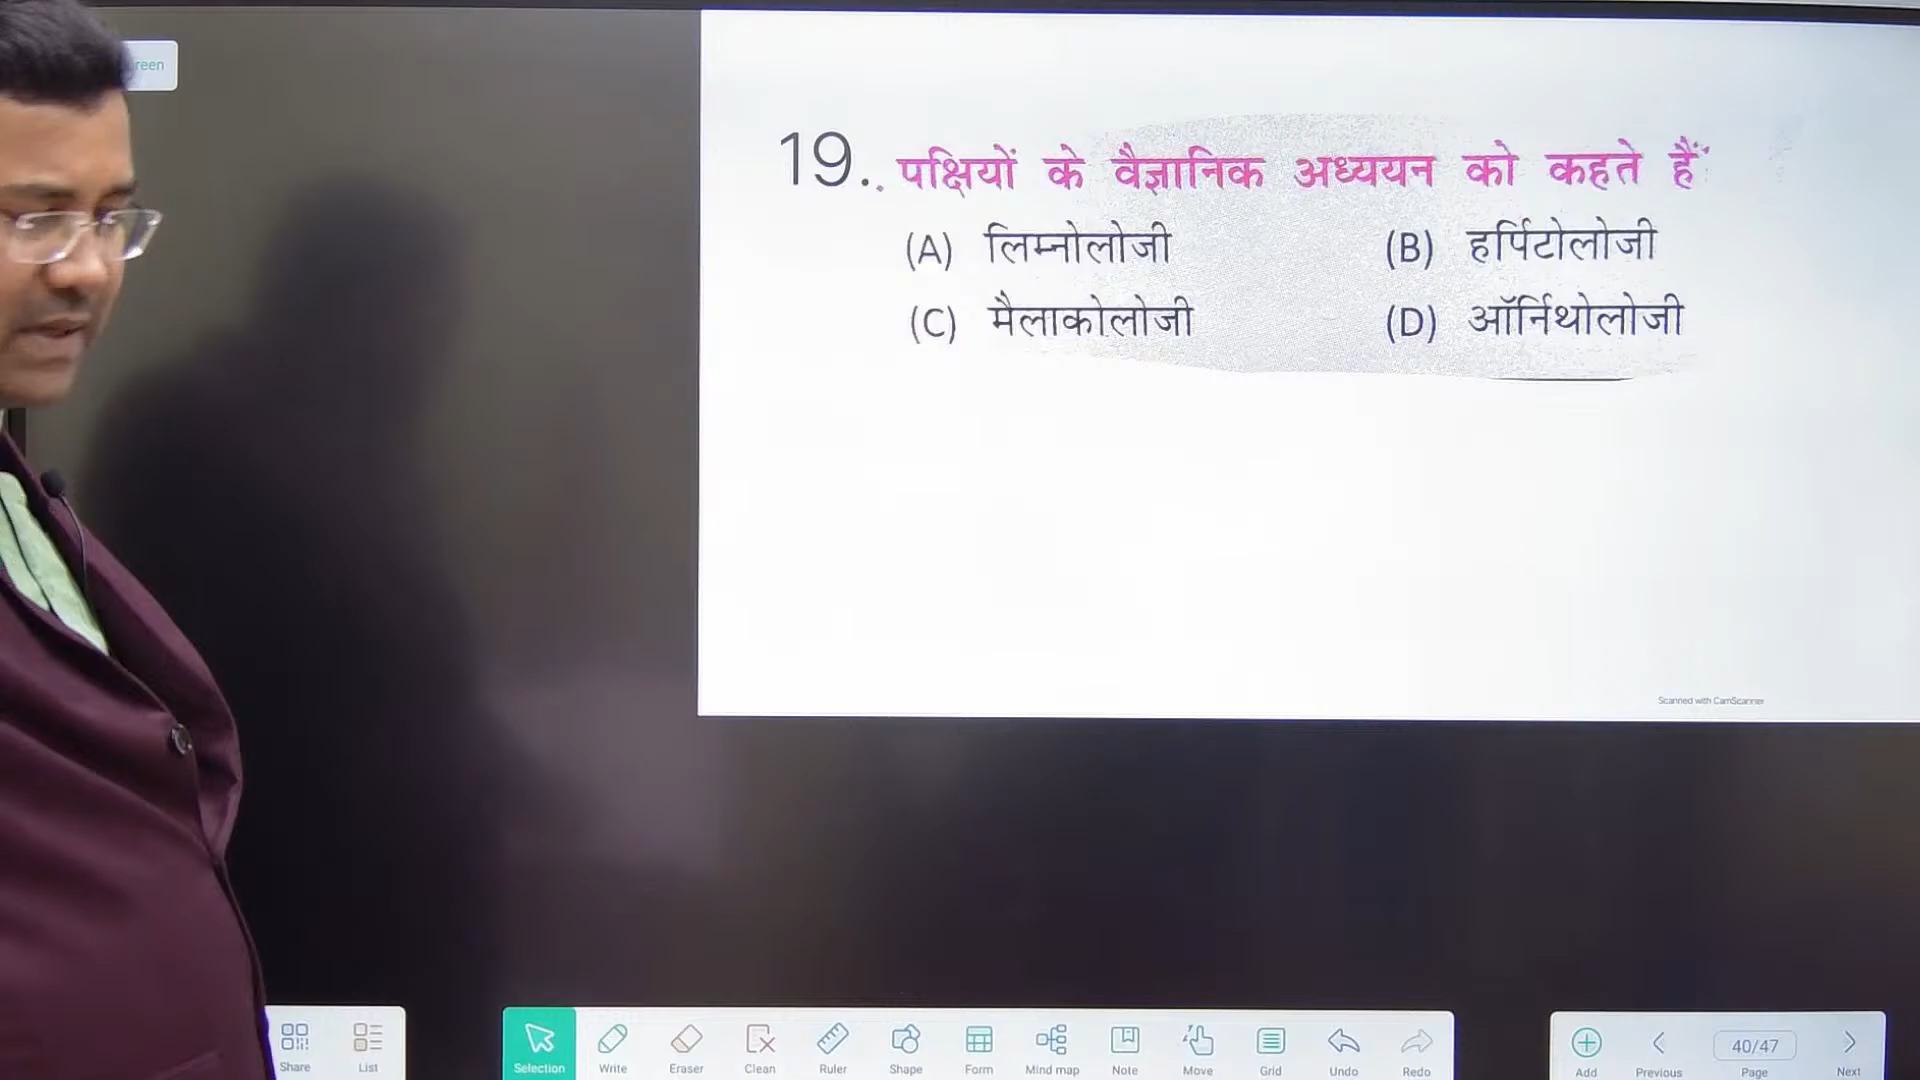 reen
19.. पक्षियों के वैज्ञानिक अध्ययन को कहते हैं
(A) लिम्नोलोजी (B) हर्पिटोलोजी
(C) मैलाकोलोजी (D) ऑर्निथोलोजी
Scanned with CamScanner
Share List Selection Write Eraser Clean Ruler Shape Form Mind map Note Move Grid Undo Redo Add Previous 40/47 Page Next